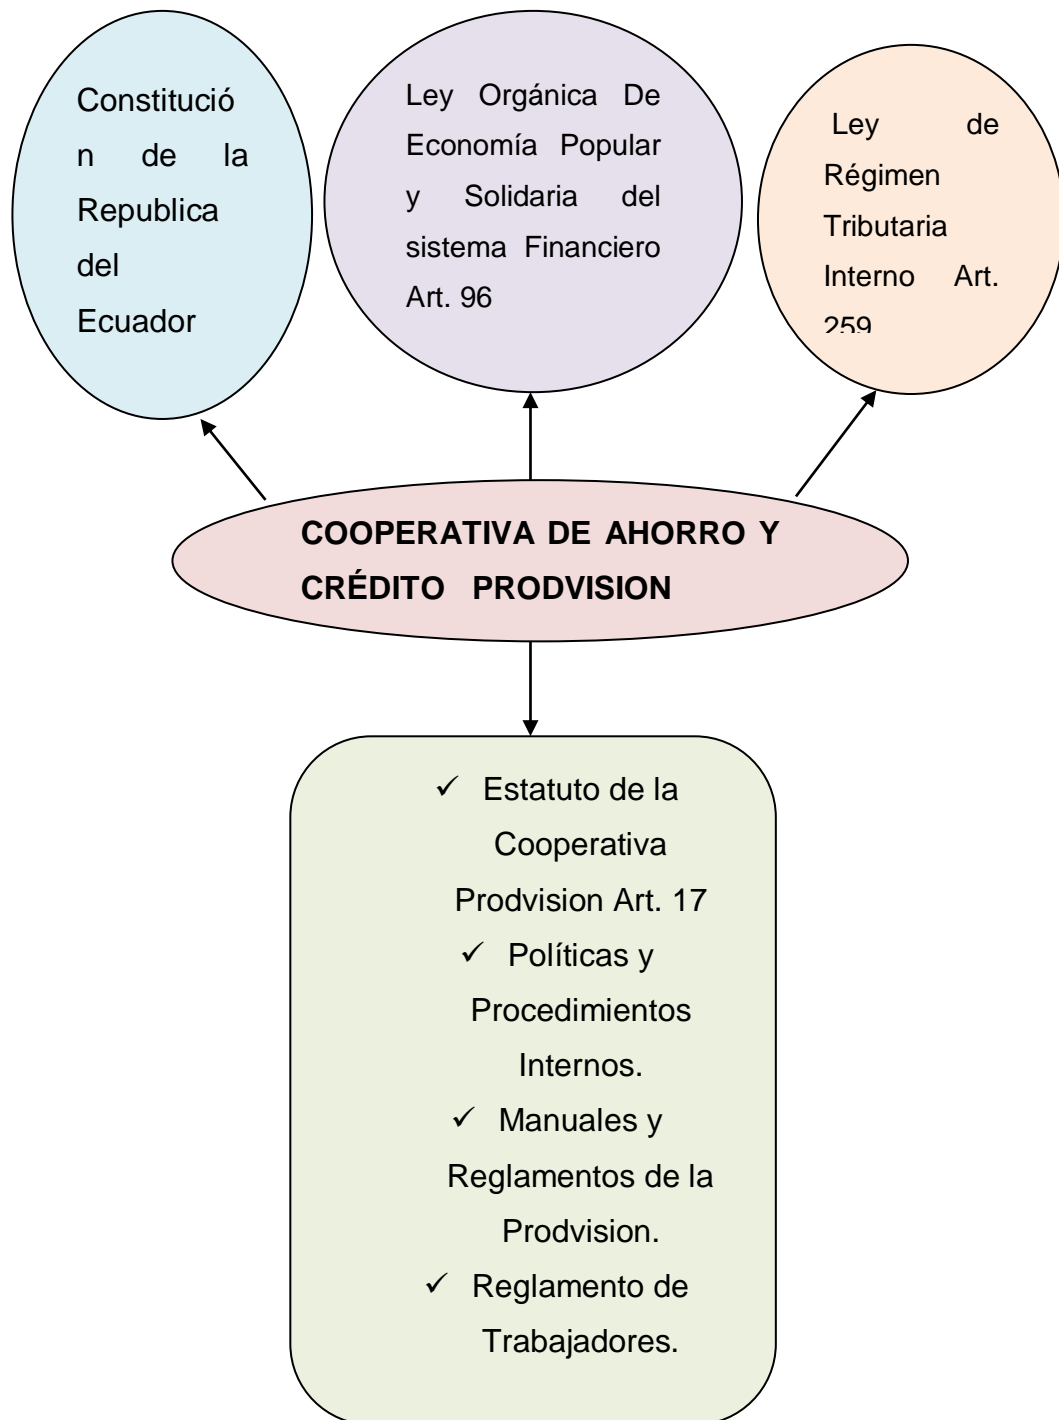 Constitució
n de la
Republica
del
Ecuador
Ley Orgánica De
Economía Popular
y Solidaria del
sistema Financiero
Art. 96
Ley de
Régimen
Tributaria
Interno Art.
259
COOPERATIVA DE AHORRO Y
CRÉDITO PRODVISION
✓ Estatuto de la
Cooperativa
Prodvision Art. 17
✓ Políticas y
Procedimientos
Internos.
✓ Manuales y
Reglamentos de la
Prodvision.
✓ Reglamento de
Trabajadores.